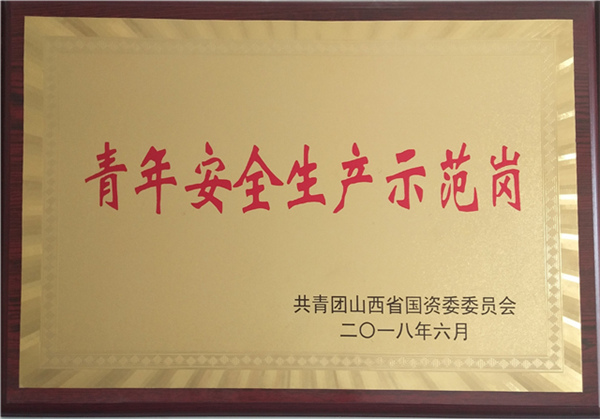 青年安全生产示范岗
共青团山西省国资委委员会
二〇一八年六月